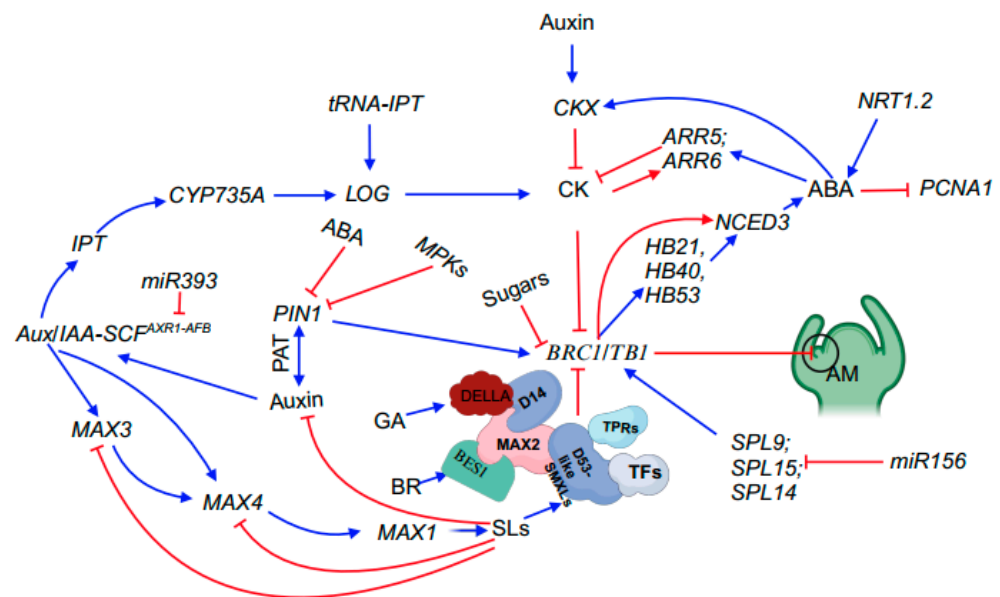 Auxin
tRNA-IPT
CKX
NRT1.2
ARR5;
ARR6
CYP735A
LOG
CK
ABA
PCNA1
ABA
MPKs
NCED3
IPT
HB21,
HB40,
HB53
miR393
Sugars
PIN1
Aux/IAA-SCF^AXR1-AFB
BRC1/TB1
PAT
AM
DELLA
D14
Auxin
GA
TPRs
MAX3
MAX2
D53-
like
SMXLs
SPL9;
SPL15;
SPL14
BES1
TFs
miR156
BR
MAX4
MAX1
SLs